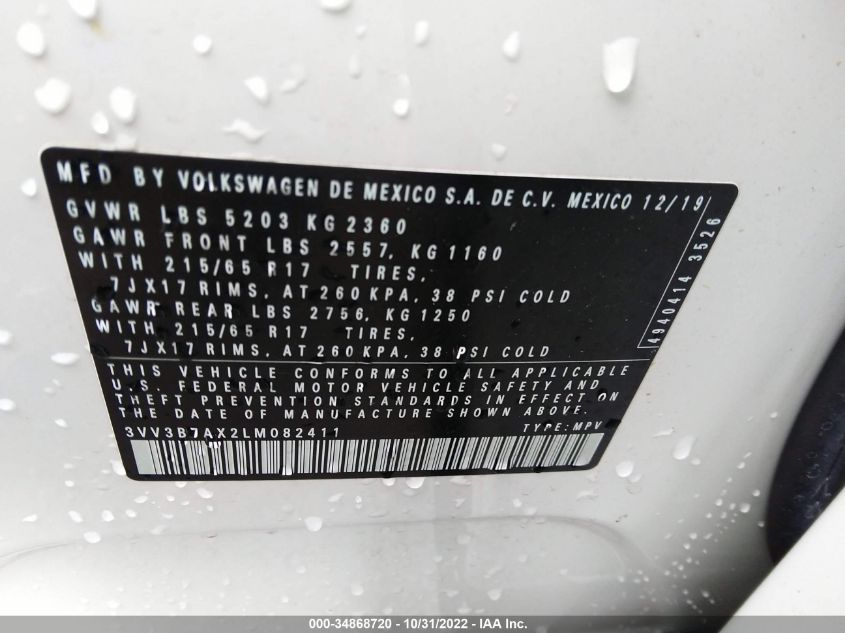 MFD BY VOLKSWAGEN DE MEXICO S.A. DE C.V. MEXICO 12/19
GVWR LBS 5203 KG 2360
GAWR FRONT LBS 2557, KG 1160
WITH 215/65 R17 TIRES,
7JX17 RIMS, AT 260 KPA, 38 PSI COLD
GAWR REAR LBS 2756, KG 1250
WITH 215/65 R17 TIRES,
7JX17 RIMS, AT 260 KPA, 38 PSI COLD
4940414 3526
THIS VEHICLE CONFORMS TO ALL APPLICABLE
U.S. FEDERAL MOTOR VEHICLE SAFETY AND
THEFT PREVENTION STANDARDS IN EFFECT ON
THE DATE OF MANUFACTURE SHOWN ABOVE.
3VV3B7AX2LM082411 TYPE: MPV
000-34868720 - 10/31/2022 - IAA Inc.